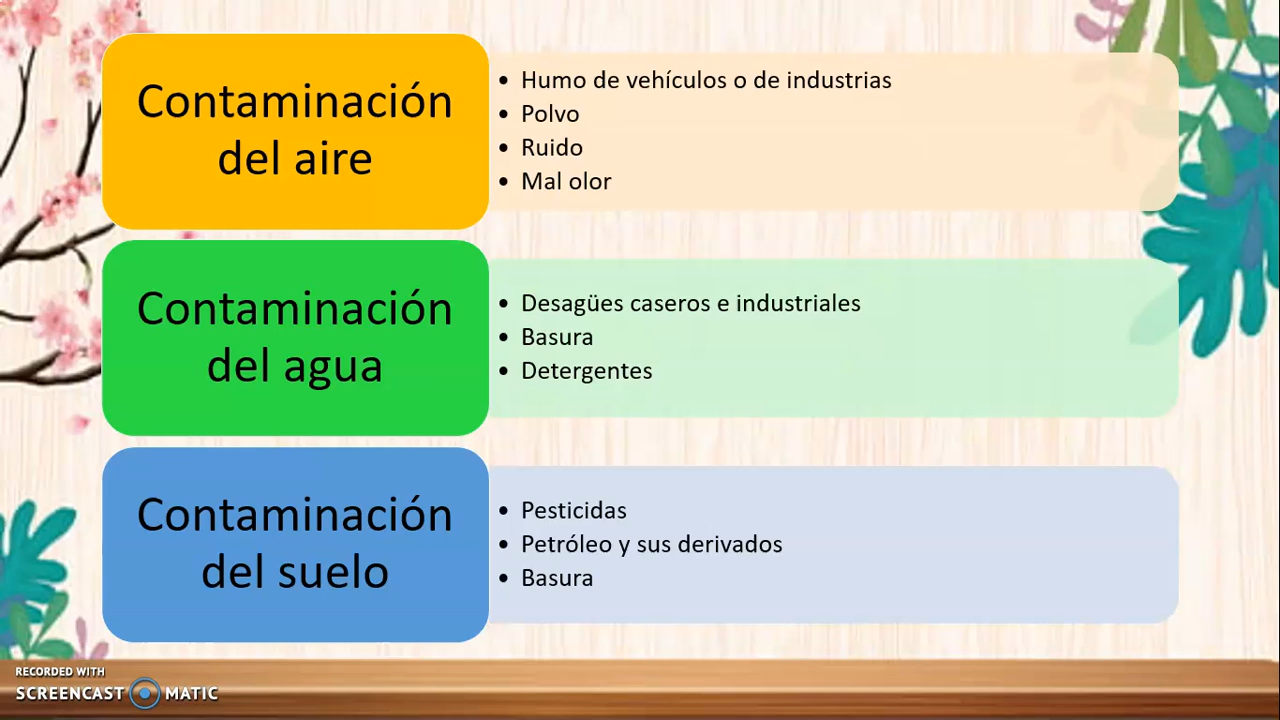 Contaminación
del aire
• Humo de vehículos o de industrias
• Polvo
• Ruido
• Mal olor
Contaminación
del agua
• Desagües caseros e industriales
• Basura
• Detergentes
Contaminación
del suelo
• Pesticidas
• Petróleo y sus derivados
• Basura
RECORDED WITH
SCREENCAST MATIC